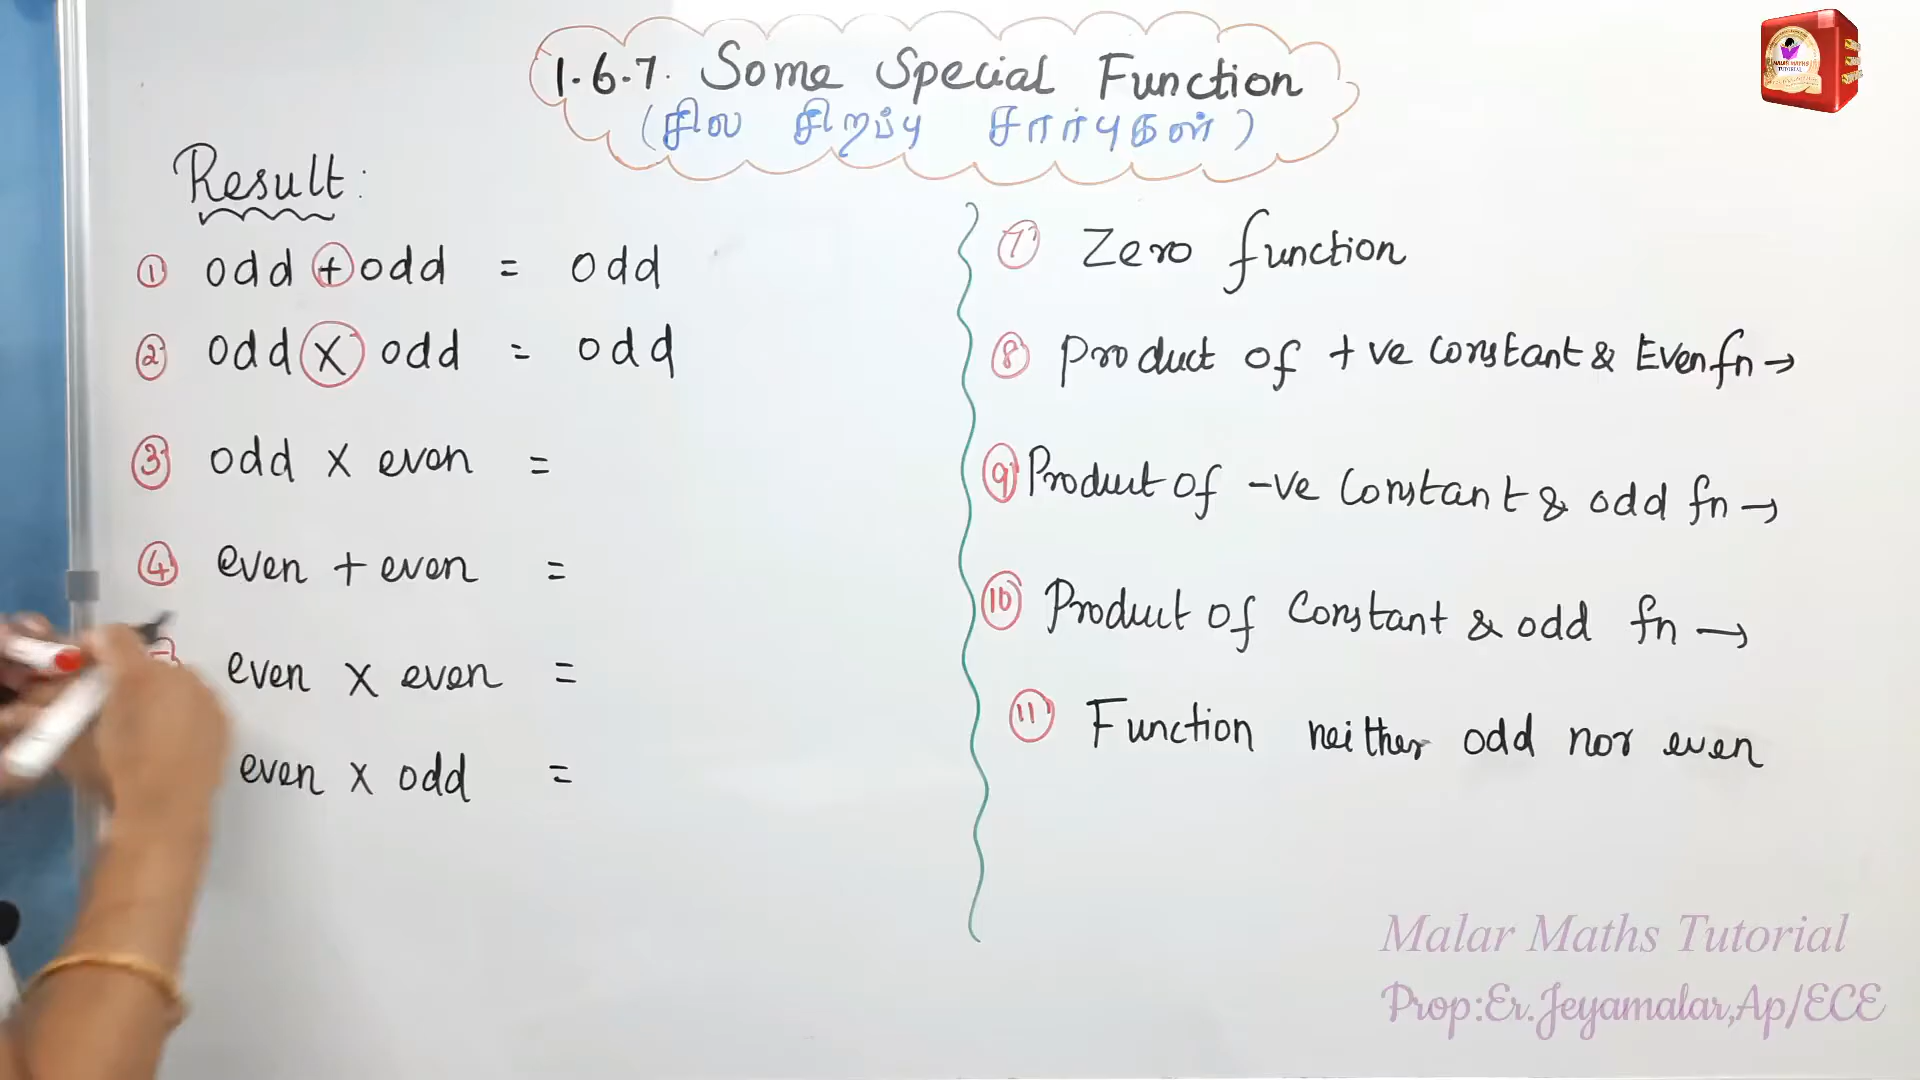 1.6.7. Some Special Function
(சில சிறப்பு சார்புகள்)
Result:
① odd + odd = odd
② odd X odd = odd
③ odd X even =
④ even + even =
even X even =
even X odd =
⑦ Zero function
⑧ Product of +ve constant & Even fn →
⑨ Product of -ve Constant & odd fn →
⑩ Product of Constant & odd fn →
⑪ Function neither odd nor even
MALAR MATHS
TUTORIAL
Malar Maths Tutorial
Prop:Er.Jeyamalar,Ap/ECE